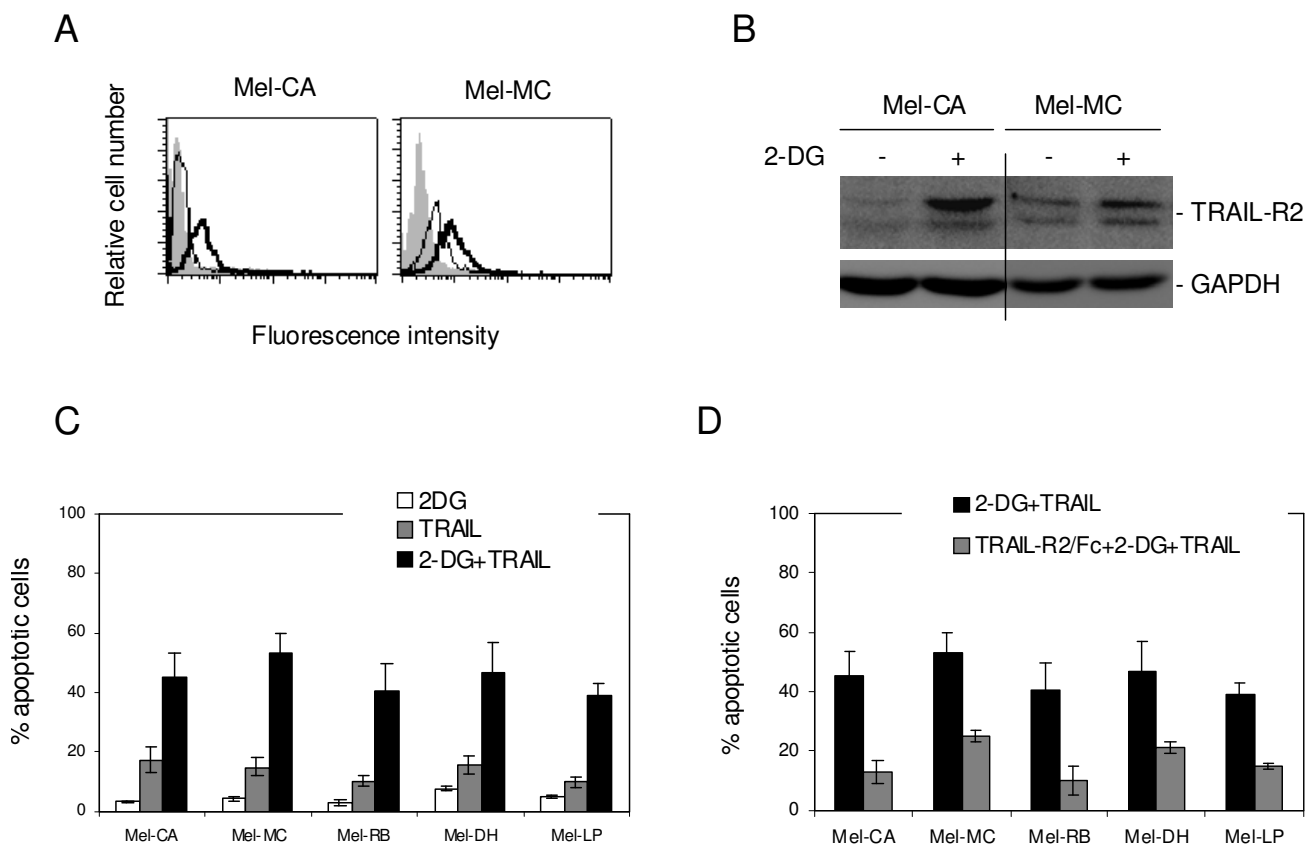 A
Mel-CA
Mel-MC
Relative cell number
Fluorescence intensity
B
Mel-CA
Mel-MC
2-DG - + - +
- TRAIL-R2
- GAPDH
C
2DG
TRAIL
2-DG+TRAIL
% apoptotic cells
100
80
60
40
20
0
Mel-CA Mel-MC Mel-RB Mel-DH Mel-LP
D
2-DG+TRAIL
TRAIL-R2/Fc+2-DG+TRAIL
% apoptotic cells
100
80
60
40
20
0
Mel-CA Mel-MC Mel-RB Mel-DH Mel-LP